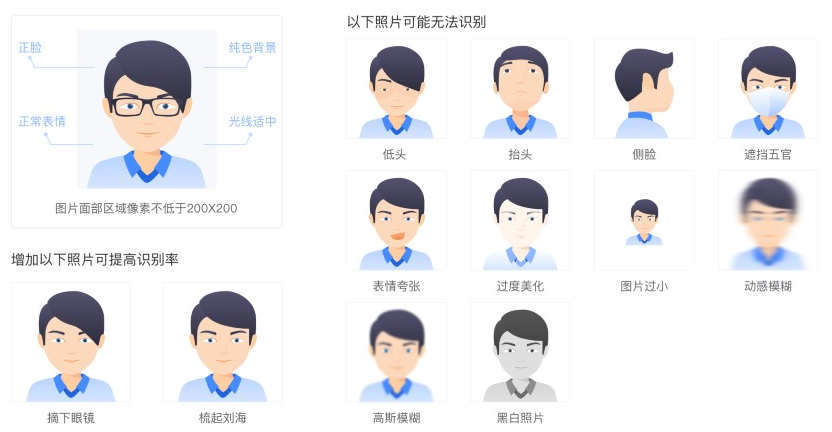 正脸
纯色背景
正常表情
光线适中
图片面部区域像素不低于200X200
增加以下照片可提高识别率
摘下眼镜
梳起刘海
以下照片可能无法识别
低头
抬头
侧脸
遮挡五官
表情夸张
过度美化
图片过小
动感模糊
高斯模糊
黑白照片